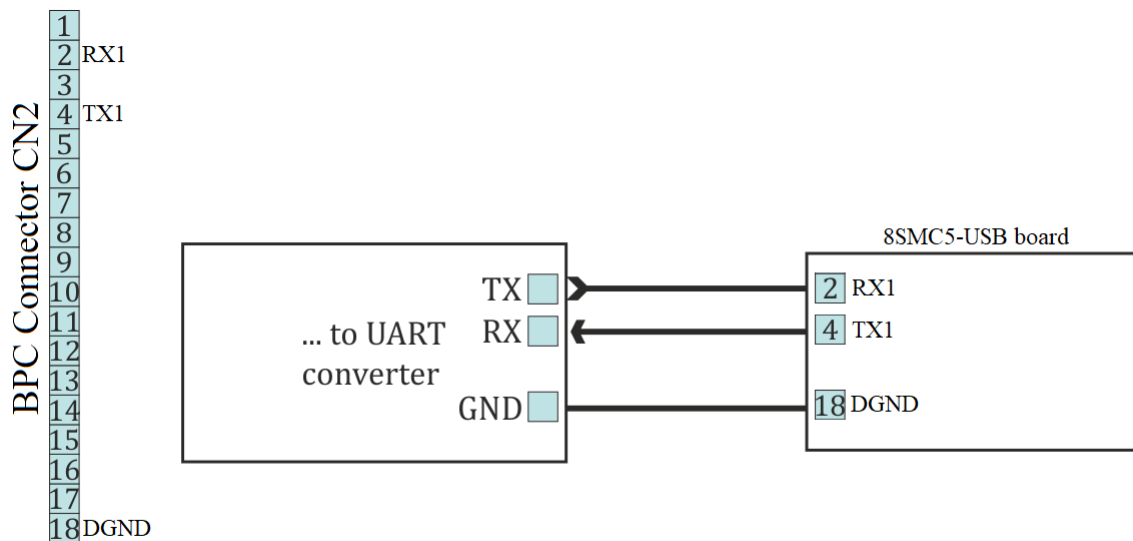 BPC Connector CN2
1
2 RX1
3
4 TX1
5
6
7
8
9
10
11
12
13
14
15
16
17
18 DGND
... to UART
converter
TX
RX
GND
8SMC5-USB board
2 RX1
4 TX1
18 DGND